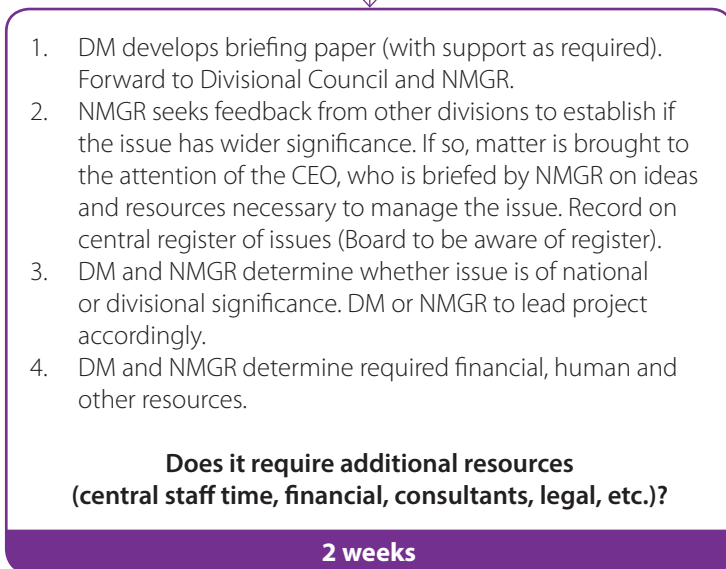 1. DM develops briefing paper (with support as required).
Forward to Divisional Council and NMGR.
2. NMGR seeks feedback from other divisions to establish if
the issue has wider significance. If so, matter is brought to
the attention of the CEO, who is briefed by NMGR on ideas
and resources necessary to manage the issue. Record on
central register of issues (Board to be aware of register).
3. DM and NMGR determine whether issue is of national
or divisional significance. DM or NMGR to lead project
accordingly.
4. DM and NMGR determine required financial, human and
other resources.
Does it require additional resources
(central staff time, financial, consultants, legal, etc.)?
2 weeks